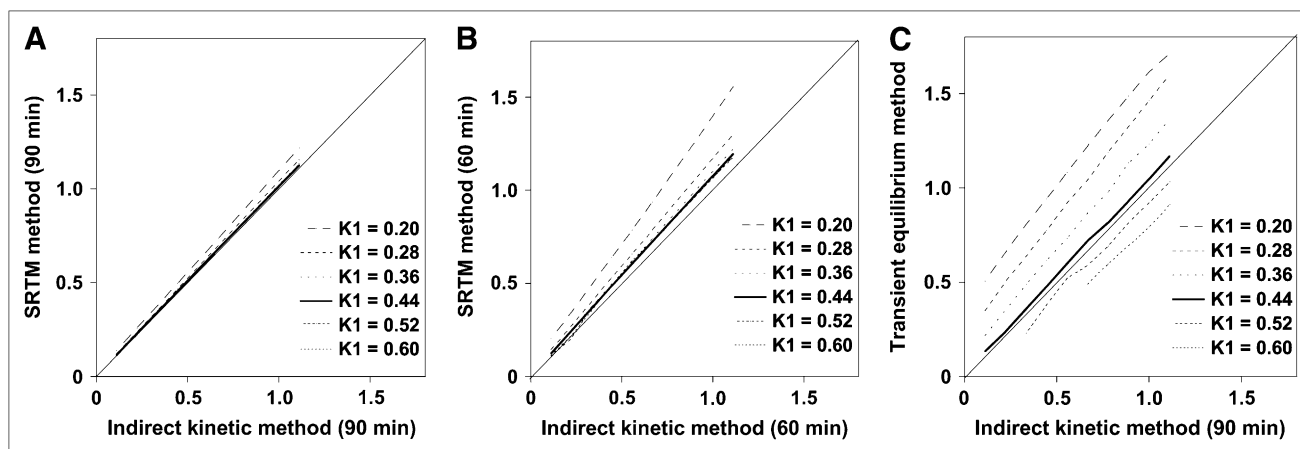 A
SRTM method (90 min)
1.5
1.0
0.5
0
0 0.5 1.0 1.5
Indirect kinetic method (90 min)
K1 = 0.20
K1 = 0.28
K1 = 0.36
K1 = 0.44
K1 = 0.52
K1 = 0.60
B
SRTM method (60 min)
1.5
1.0
0.5
0
0 0.5 1.0 1.5
Indirect kinetic method (60 min)
K1 = 0.20
K1 = 0.28
K1 = 0.36
K1 = 0.44
K1 = 0.52
K1 = 0.60
C
Transient equilibrium method
1.5
1.0
0.5
0
0 0.5 1.0 1.5
Indirect kinetic method (90 min)
K1 = 0.20
K1 = 0.28
K1 = 0.36
K1 = 0.44
K1 = 0.52
K1 = 0.60